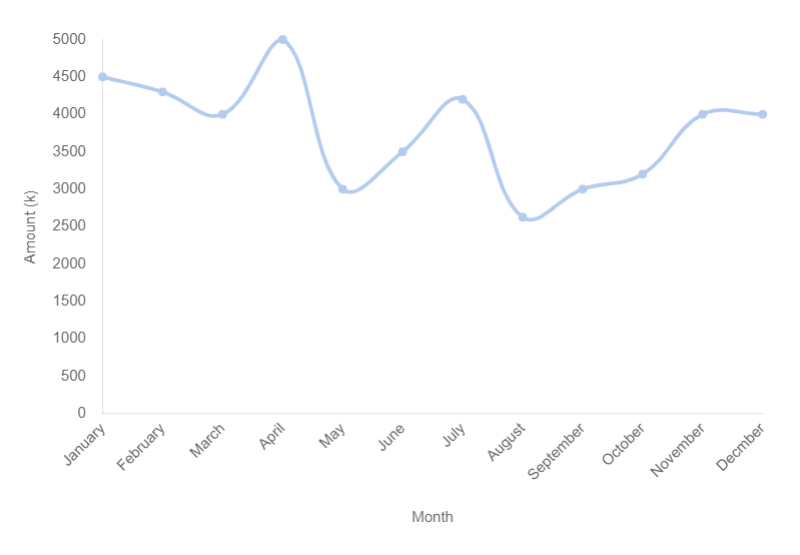 5000
4500
4000
3500
3000
2500
2000
1500
1000
500
0
Amount (k)
January
February
March
April
May
June
July
August
September
October
November
Decmber
Month